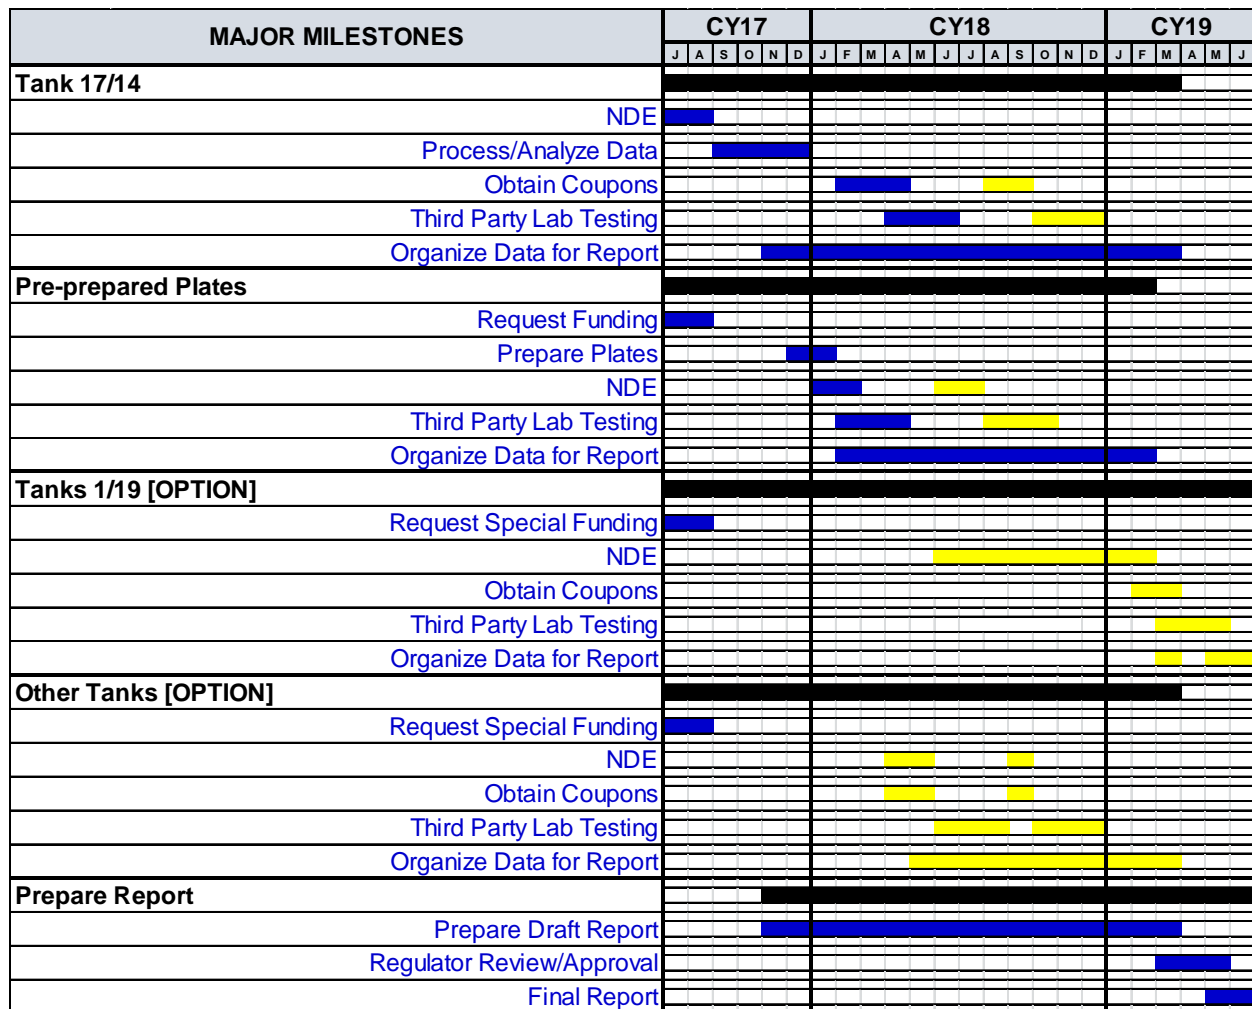 MAJOR MILESTONES CY17 CY18 CY19
J A S O N D J F M A M J J A S O N D J F M A M J
Tank 17/14
NDE
Process/Analyze Data
Obtain Coupons
Third Party Lab Testing
Organize Data for Report
Pre-prepared Plates
Request Funding
Prepare Plates
NDE
Third Party Lab Testing
Organize Data for Report
Tanks 1/19 [OPTION]
Request Special Funding
NDE
Obtain Coupons
Third Party Lab Testing
Organize Data for Report
Other Tanks [OPTION]
Request Special Funding
NDE
Obtain Coupons
Third Party Lab Testing
Organize Data for Report
Prepare Report
Prepare Draft Report
Regulator Review/Approval
Final Report